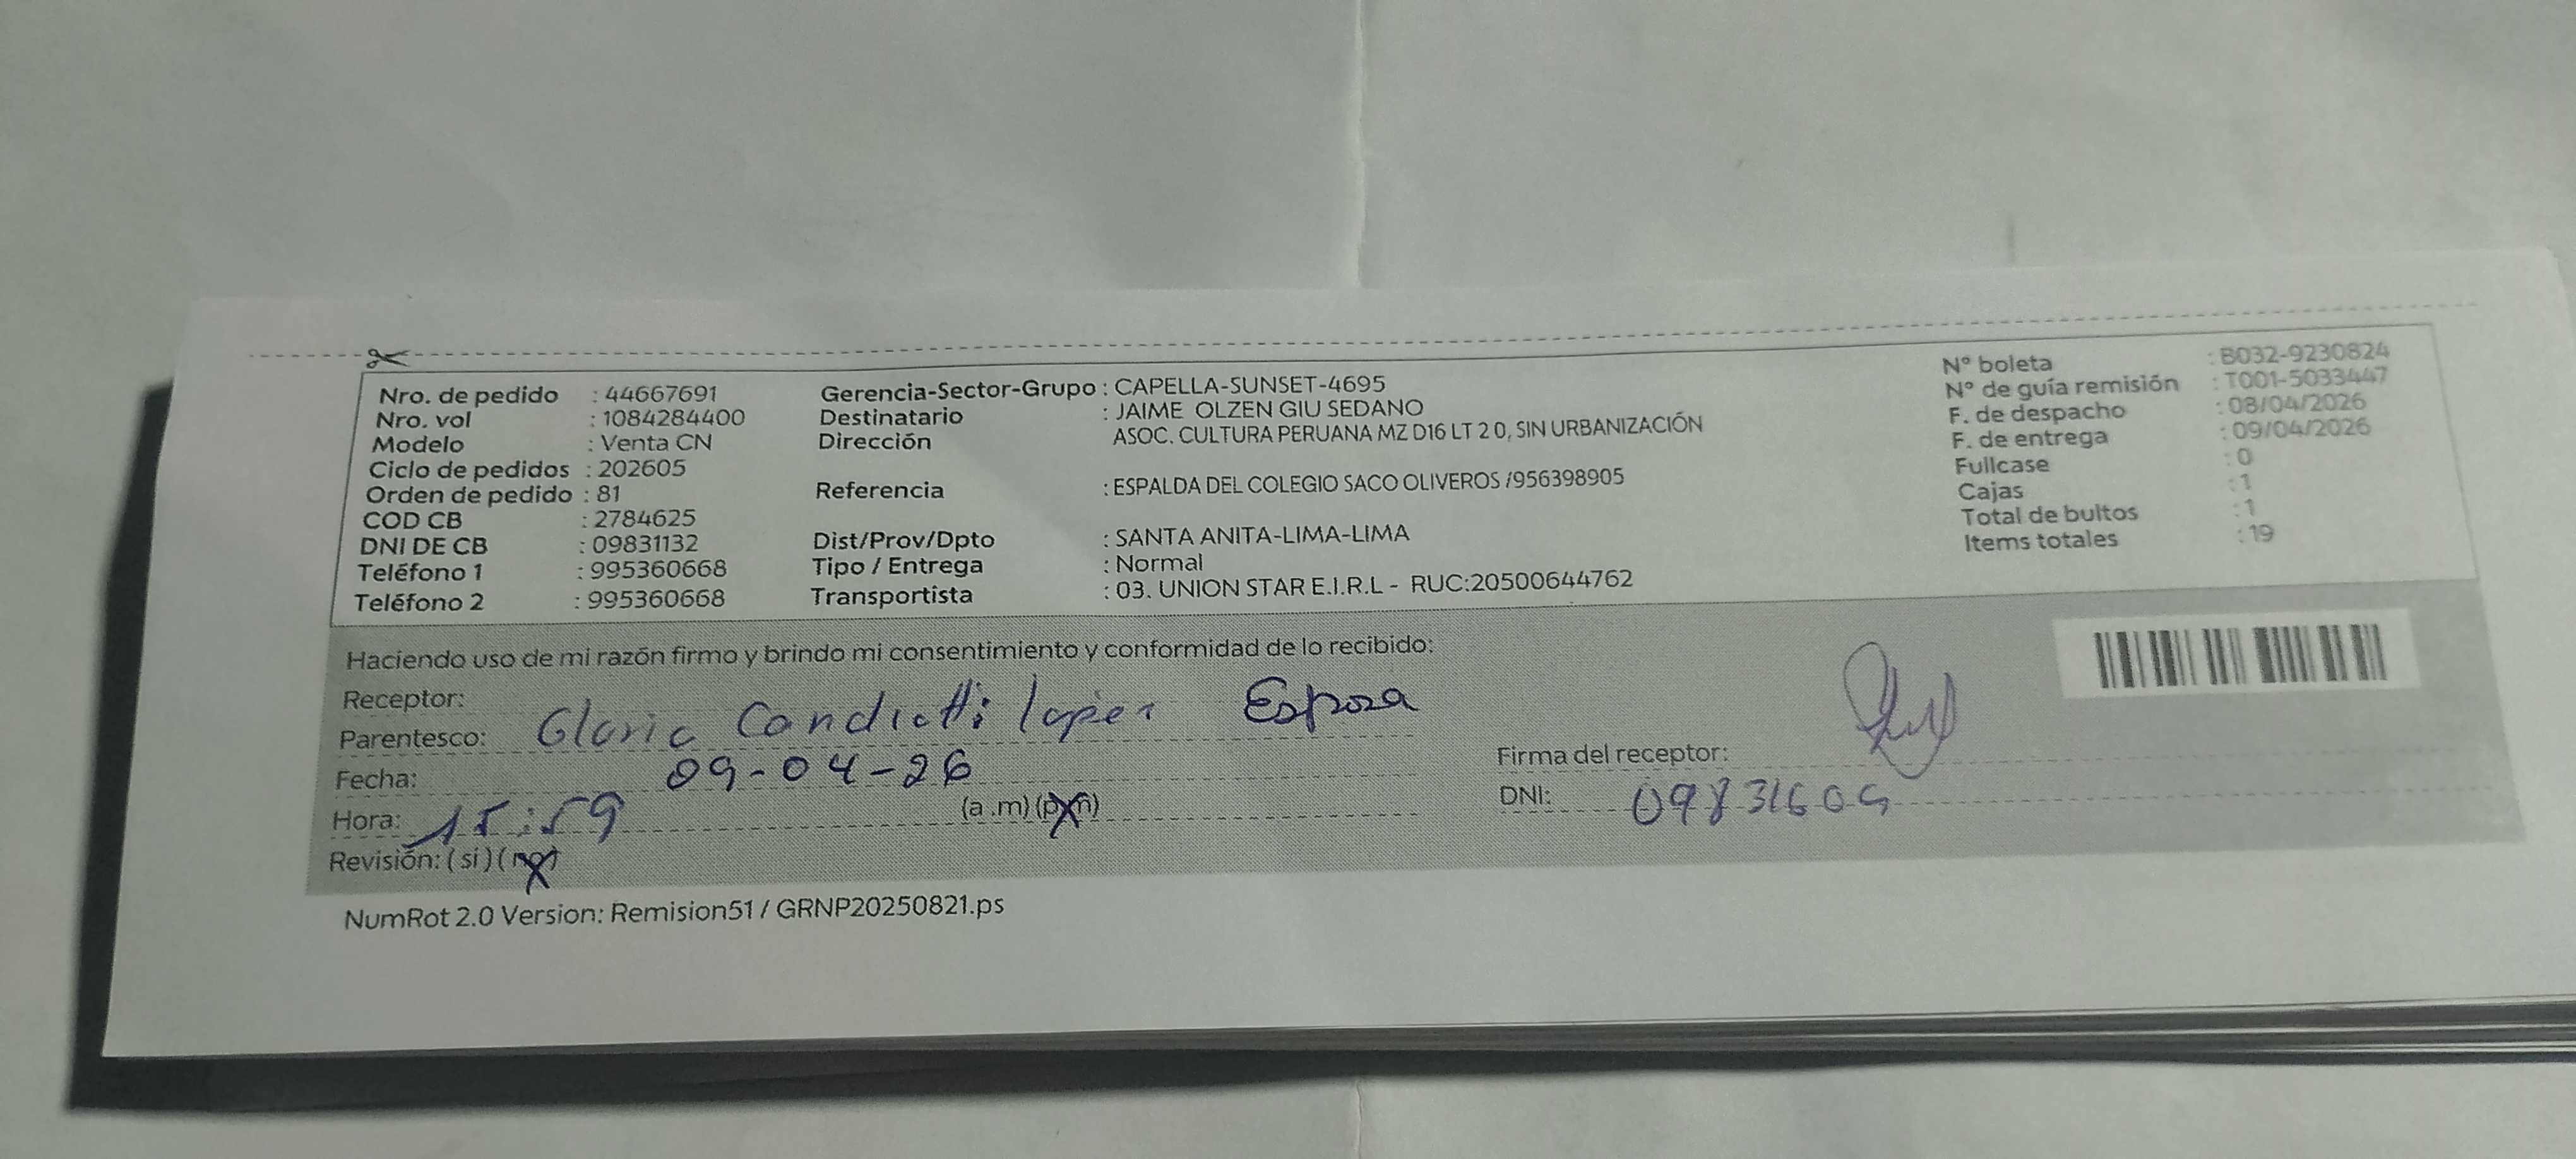 Nro. de pedido : 44667691
Nro. vol : 1084284400
Modelo : Venta CN
Ciclo de pedidos : 202605
Orden de pedido : 81
COD CB : 2784625
DNI DE CB : 09831132
Teléfono 1 : 995360668
Teléfono 2 : 995360668
Gerencia-Sector-Grupo : CAPELLA-SUNSET-4695
Destinatario : JAIME OLZEN GIU SEDANO
Dirección ASOC. CULTURA PERUANA MZ D16 LT 2 0, SIN URBANIZACIÓN
Referencia : ESPALDA DEL COLEGIO SACO OLIVEROS /956398905
Dist/Prov/Dpto : SANTA ANITA-LIMA-LIMA
Tipo / Entrega : Normal
Transportista : 03. UNION STAR E.I.R.L - RUC:20500644762
N° boleta : B032-9230824
N° de guía remisión : T001-5033447
F. de despacho : 08/04/2026
F. de entrega : 09/04/2026
Fullcase : 0
Cajas : 1
Total de bultos : 1
Items totales : 19
Haciendo uso de mi razón firmo y brindo mi consentimiento y conformidad de lo recibido:
Receptor:
Parentesco: Gloria Candiotti lopez Esposa
Fecha: 09-04-26
Hora: 15:59 (a.m) (p.m)
Revisión: (si) (no)
Firma del receptor:
DNI: 09831609
NumRot 2.0 Version: Remision51 / GRNP20250821.ps